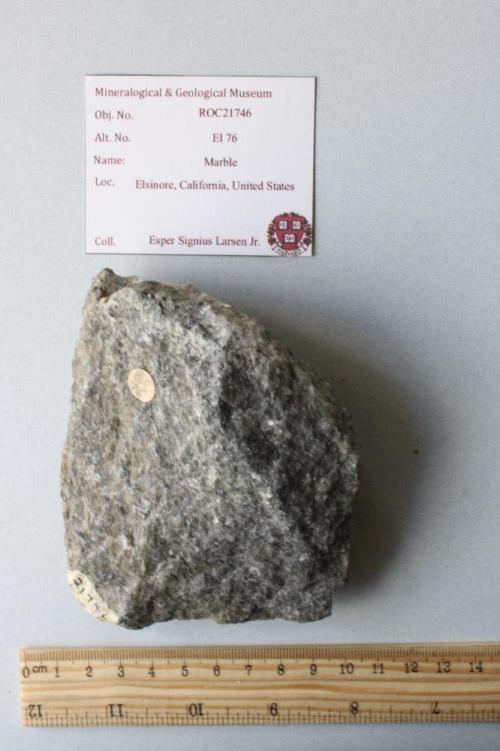 Mineralogical & Geological Museum
Obj. No. ROC21746
Alt. No. El 76
Name: Marble
Loc. Elsinore, California, United States
Coll. Esper Signius Larsen Jr.
HARVARD
0 cm 1 2 3 4 5 6 7 8 9 10 11 12 13 14
12 11 10 9 8 7